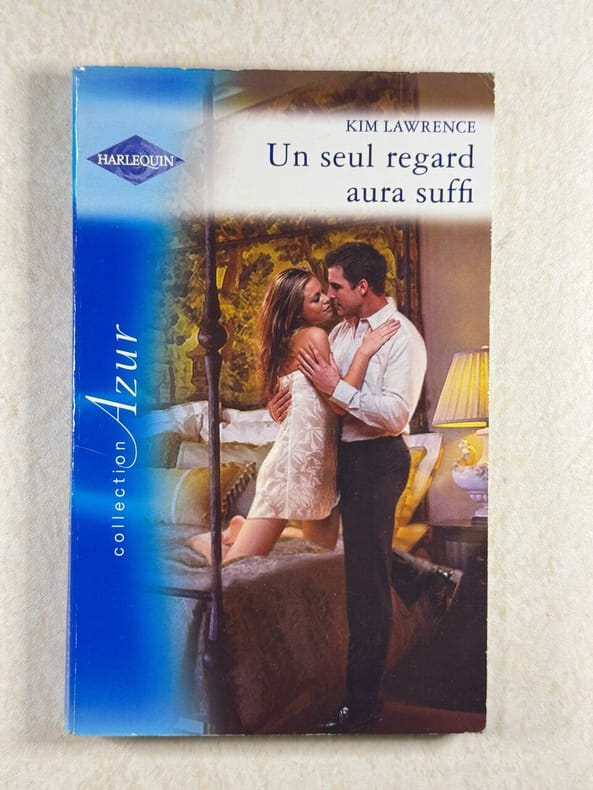 KIM LAWRENCE
Un seul regard
aura suffi
HARLEQUIN
collection Azur